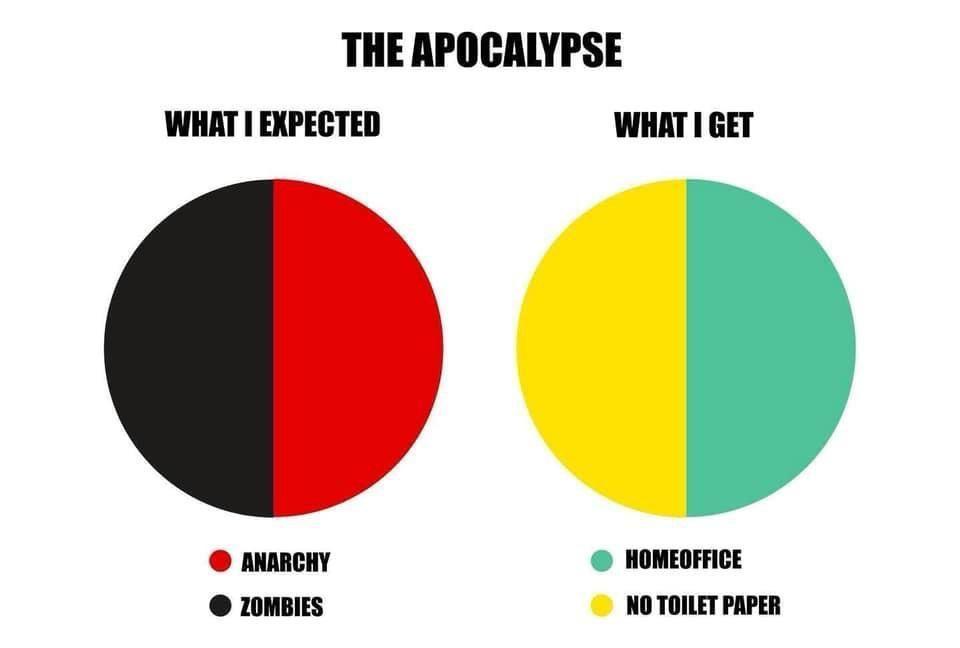 THE APOCALYPSE
WHAT I EXPECTED
WHAT I GET
ANARCHY
ZOMBIES
HOMEOFFICE
NO TOILET PAPER